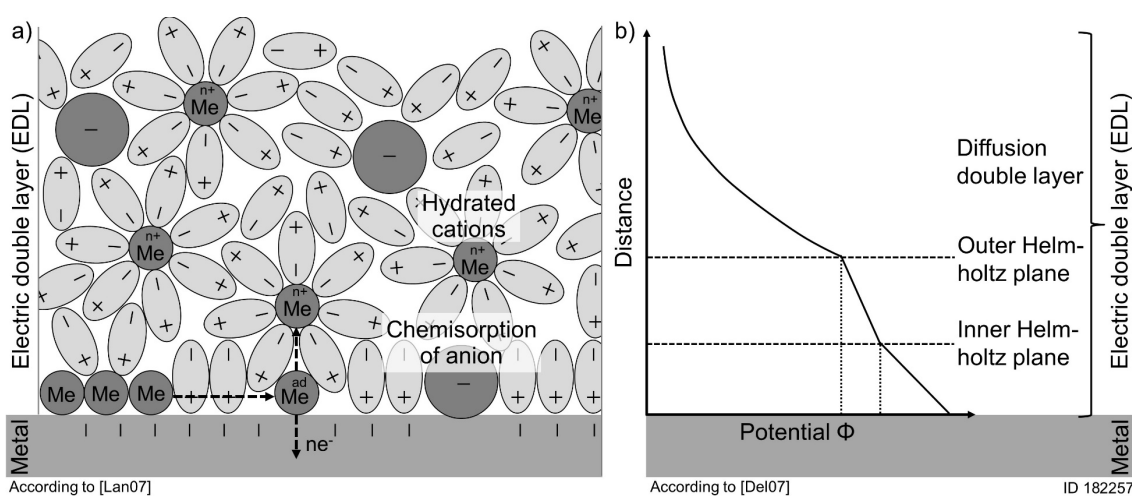 a)
Electric double layer (EDL)
n+
Me
n+
Me
n+
Me
Hydrated
cations
n+
Me
n+
Me
Chemisorption
of anion
Me Me Me
ad
Me
ne-
Metal
According to [Lan07]
b)
Distance
Diffusion
double layer
Outer Helm-
holtz plane
Inner Helm-
holtz plane
Electric double layer (EDL)
Potential Φ
Metal
According to [Del07]
ID 182257